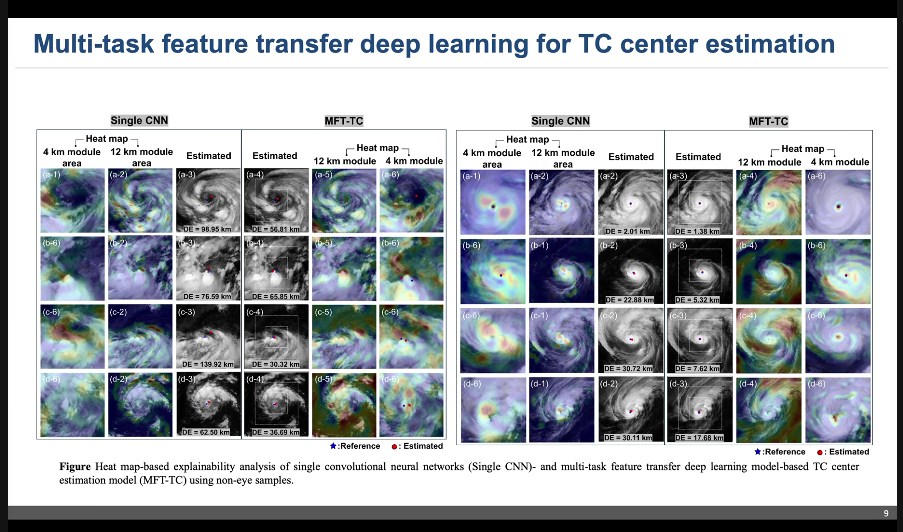 Multi-task feature transfer deep learning for TC center estimation
Single CNN
MFT-TC
Heat map
4 km module area
12 km module area
Estimated
Estimated
Heat map
12 km module
4 km module
(a-1) (a-2) (a-3) (a-4) (a-5) (a-6)
DE = 98.95 km
DE = 56.81 km
(b-6) (b-2) (b-3) (b-4) (b-5) (b-6)
DE = 76.59 km
DE = 65.85 km
(c-6) (c-2) (c-3) (c-4) (c-5) (c-6)
DE = 139.92 km
DE = 30.32 km
(d-6) (d-2) (d-3) (d-4) (d-5) (d-6)
DE = 62.50 km
DE = 36.69 km
★:Reference ●: Estimated
Single CNN
MFT-TC
Heat map
4 km module area
12 km module area
Estimated
Estimated
Heat map
12 km module
4 km module
(a-1) (a-2) (a-2) (a-3) (a-4) (a-6)
DE = 2.01 km
DE = 1.38 km
(b-6) (b-1) (b-2) (b-3) (b-4) (b-6)
DE = 22.88 km
DE = 5.32 km
(c-6) (c-1) (c-2) (c-3) (c-4) (c-6)
DE = 30.72 km
DE = 7.62 km
(d-6) (d-1) (d-2) (d-3) (d-4) (d-6)
DE = 30.11 km
DE = 17.68 km
★:Reference ●: Estimated
Figure Heat map-based explainability analysis of single convolutional neural networks (Single CNN)- and multi-task feature transfer deep learning model-based TC center
estimation model (MFT-TC) using non-eye samples.
9